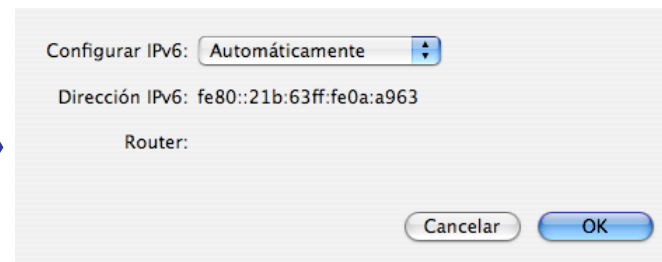 Configurar IPv6: Automáticamente
Dirección IPv6: fe80::21b:63ff:fe0a:a963
Router:
Cancelar OK